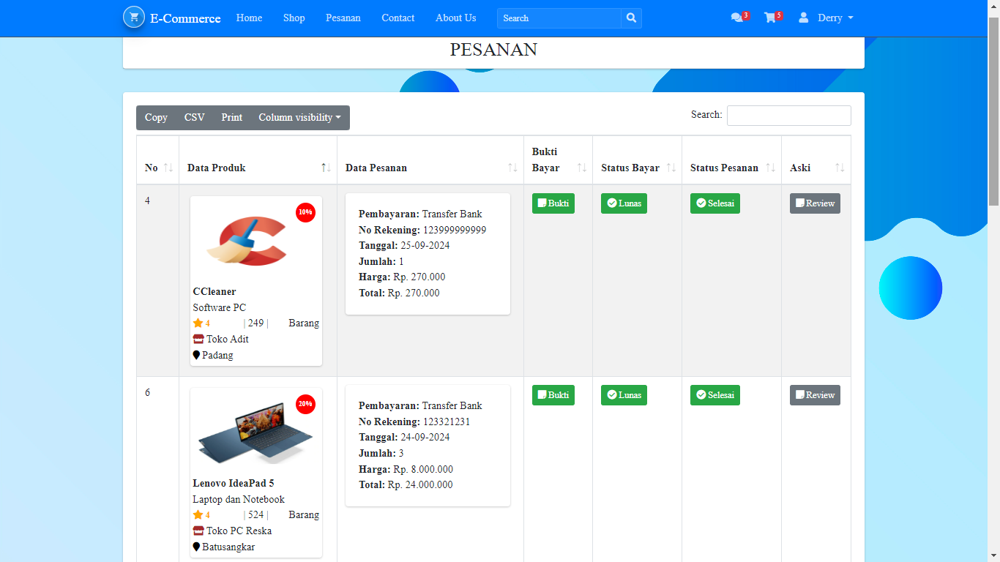 E-Commerce Home Shop Pesanan Contact About Us Search 3 5 Derry
PESANAN
Copy CSV Print Column visibility
Search:
No Data Produk Data Pesanan Bukti Bayar Status Bayar Status Pesanan Aski
4
10%
CCleaner
Software PC
4 | 249 | Barang
Toko Adit
Padang
Pembayaran: Transfer Bank
No Rekening: 123999999999
Tanggal: 25-09-2024
Jumlah: 1
Harga: Rp. 270.000
Total: Rp. 270.000
Bukti
Lunas
Selesai
Review
6
20%
Lenovo IdeaPad 5
Laptop dan Notebook
4 | 524 | Barang
Toko PC Reska
Batusangkar
Pembayaran: Transfer Bank
No Rekening: 123321231
Tanggal: 24-09-2024
Jumlah: 3
Harga: Rp. 8.000.000
Total: Rp. 24.000.000
Bukti
Lunas
Selesai
Review